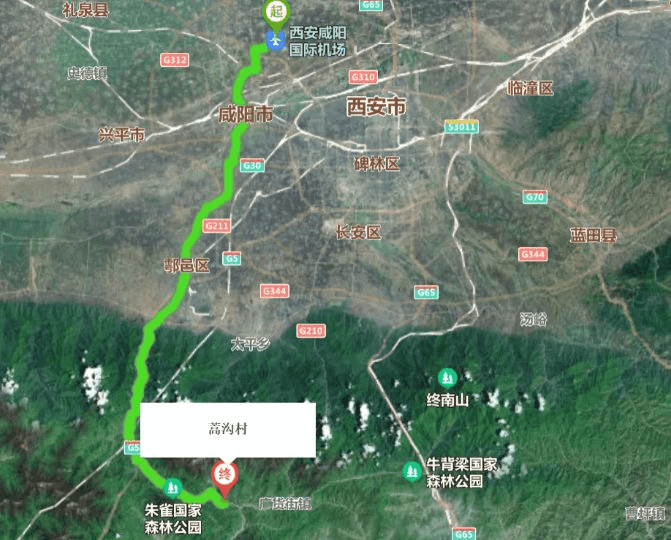 礼泉县
G65
起
西安咸阳
国际机场
史德镇
G312
G310
临潼区
咸阳市
西安市
兴平市
S3011
碑林区
G30
G70
G211
长安区
蓝田县
鄠邑区
G5
G344
G344
G65
汤峪
G210
太平乡
终南山
蒿沟村
G5
终
牛背梁国家
森林公园
朱雀国家
森林公园
广货街镇
曹坪镇
G65